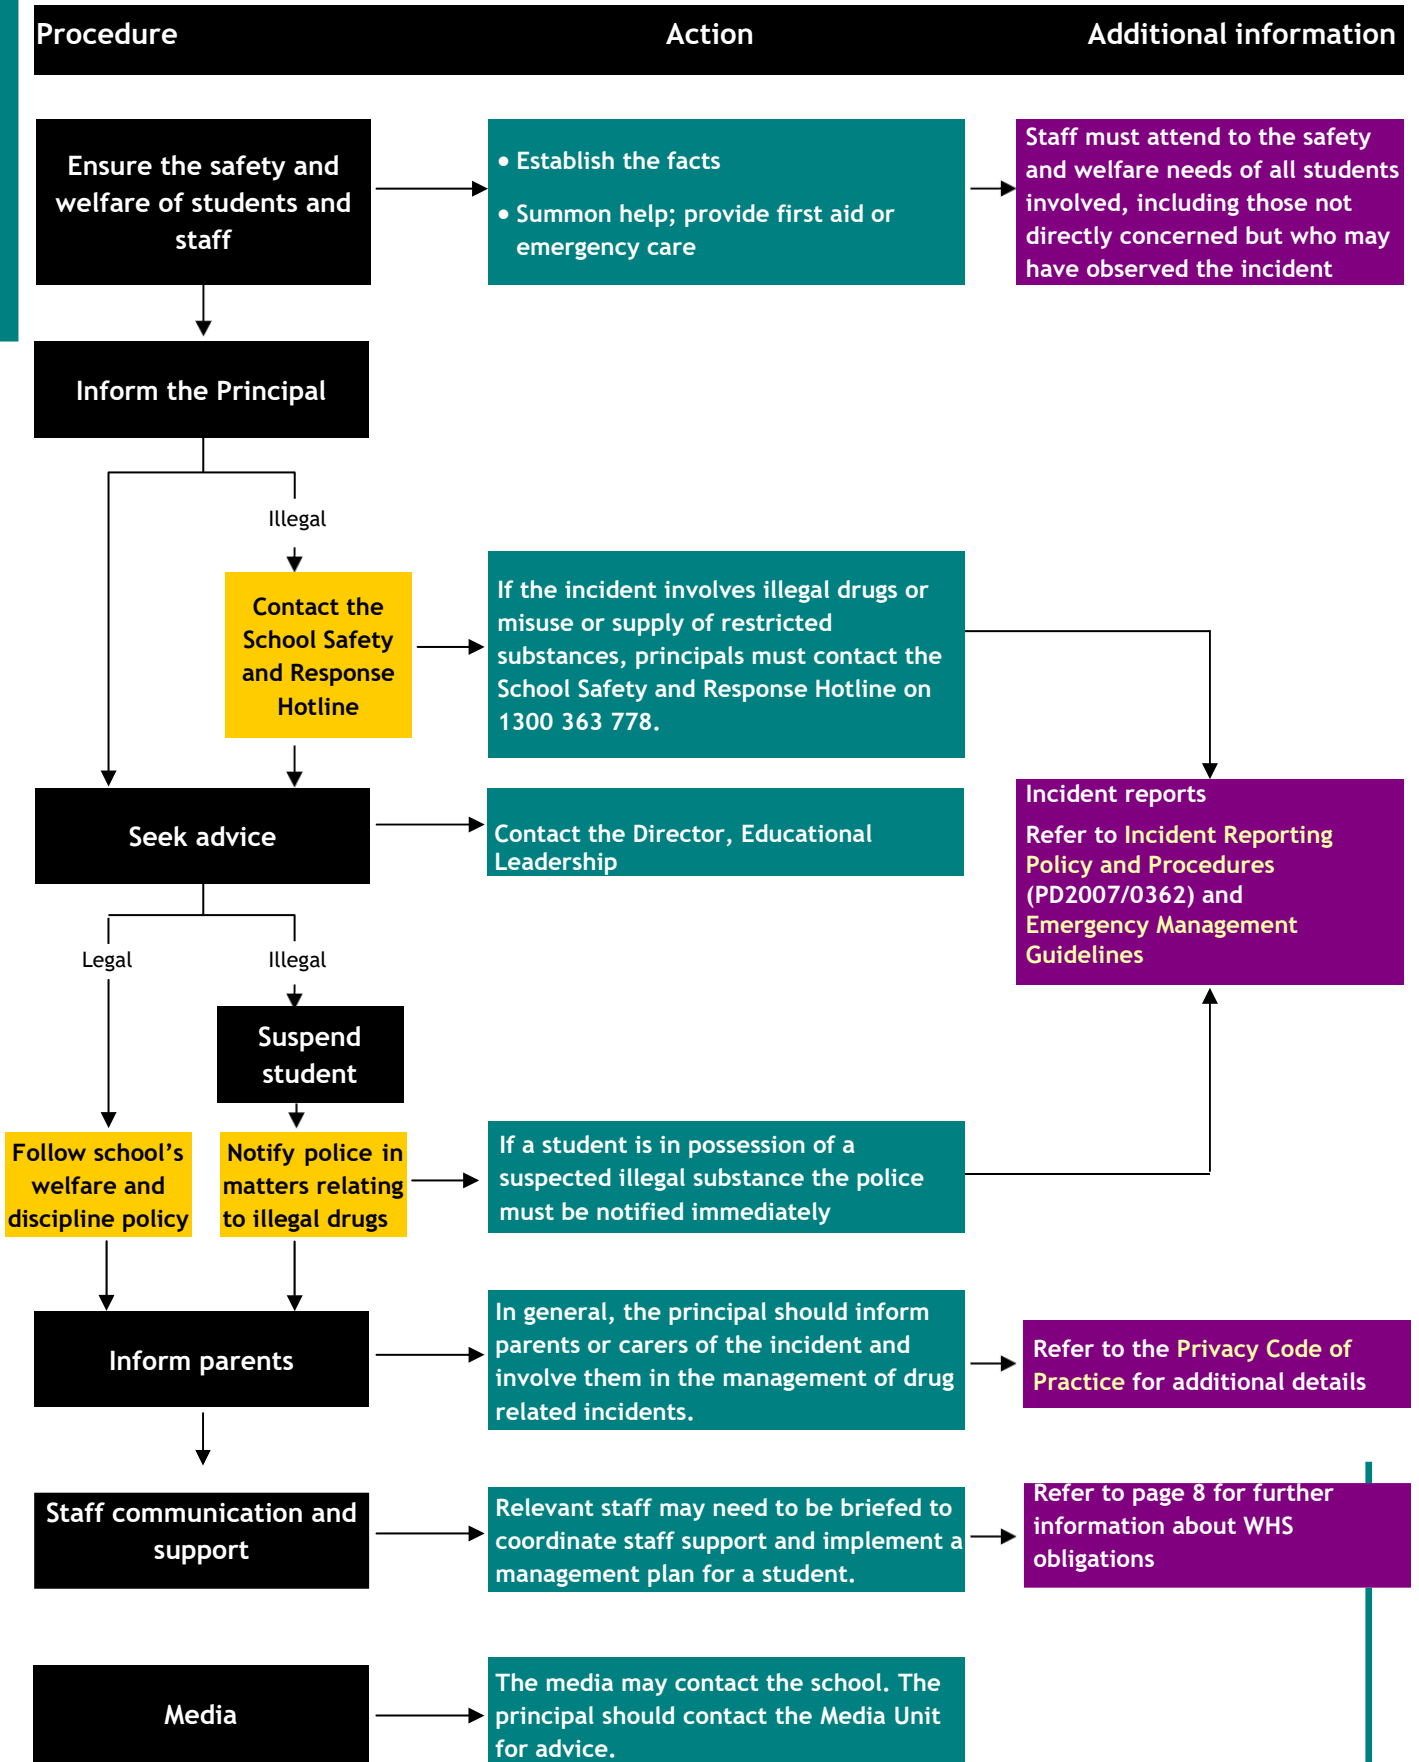 Procedure Action Additional information
Ensure the safety and
welfare of students and
staff
• Establish the facts
• Summon help; provide first aid or
emergency care
Staff must attend to the safety
and welfare needs of all students
involved, including those not
directly concerned but who may
have observed the incident
Inform the Principal
Illegal
Contact the
School Safety
and Response
Hotline
If the incident involves illegal drugs or
misuse or supply of restricted
substances, principals must contact the
School Safety and Response Hotline on
1300 363 778.
Seek advice
Contact the Director, Educational
Leadership
Incident reports
Refer to Incident Reporting
Policy and Procedures
(PD2007/0362) and
Emergency Management
Guidelines
Legal
Illegal
Suspend
student
Follow school’s
welfare and
discipline policy
Notify police in
matters relating
to illegal drugs
If a student is in possession of a
suspected illegal substance the police
must be notified immediately
Inform parents
In general, the principal should inform
parents or carers of the incident and
involve them in the management of drug
related incidents.
Refer to the Privacy Code of
Practice for additional details
Staff communication and
support
Relevant staff may need to be briefed to
coordinate staff support and implement a
management plan for a student.
Refer to page 8 for further
information about WHS
obligations
Media
The media may contact the school. The
principal should contact the Media Unit
for advice.